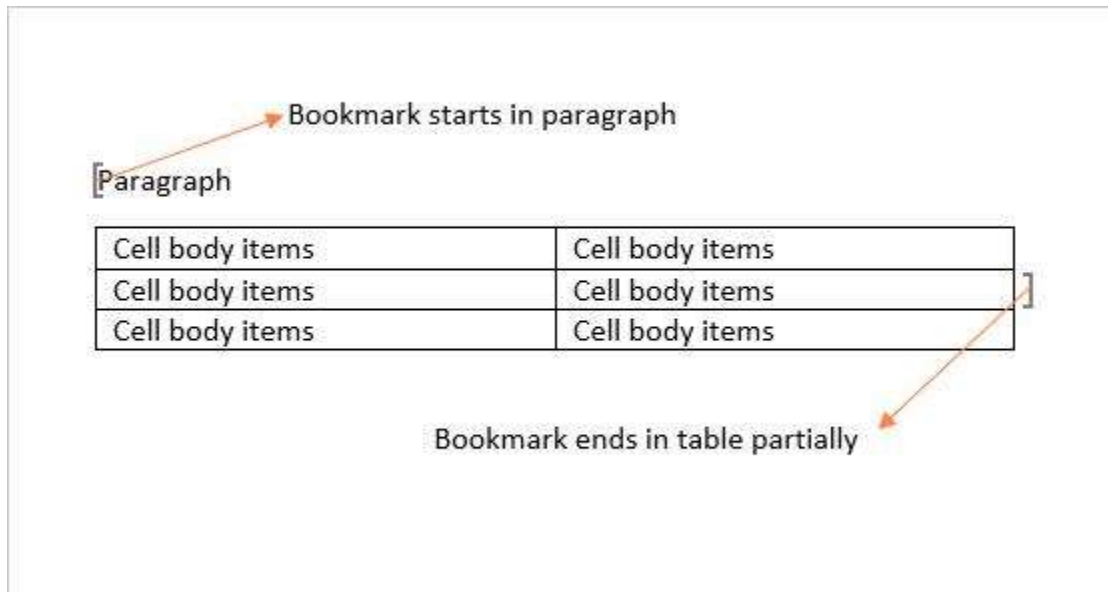 Bookmark starts in paragraph
[Paragraph
Cell body items Cell body items
Cell body items Cell body items ]
Cell body items Cell body items
Bookmark ends in table partially